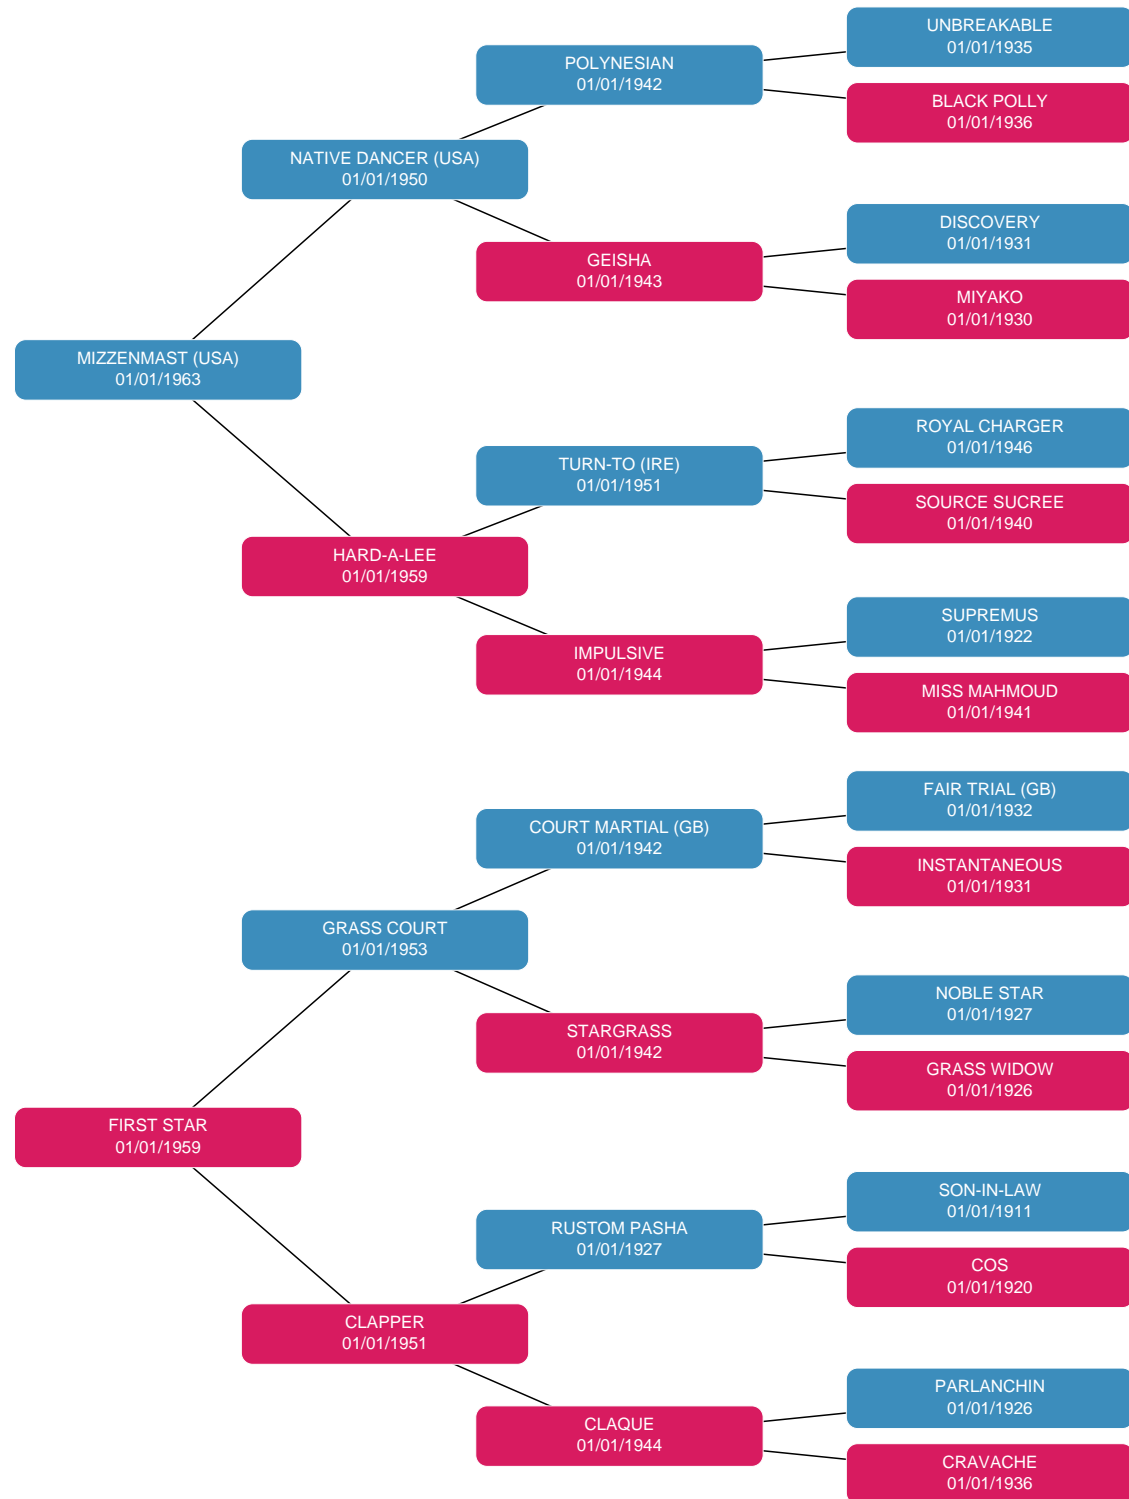 UNBREAKABLE
01/01/1935
POLYNESIAN
01/01/1942
BLACK POLLY
01/01/1936
NATIVE DANCER (USA)
01/01/1950
DISCOVERY
01/01/1931
GEISHA
01/01/1943
MIYAKO
01/01/1930
MIZZENMAST (USA)
01/01/1963
ROYAL CHARGER
01/01/1946
TURN-TO (IRE)
01/01/1951
SOURCE SUCREE
01/01/1940
HARD-A-LEE
01/01/1959
SUPREMUS
01/01/1922
IMPULSIVE
01/01/1944
MISS MAHMOUD
01/01/1941
FAIR TRIAL (GB)
01/01/1932
COURT MARTIAL (GB)
01/01/1942
INSTANTANEOUS
01/01/1931
GRASS COURT
01/01/1953
NOBLE STAR
01/01/1927
STARGRASS
01/01/1942
GRASS WIDOW
01/01/1926
FIRST STAR
01/01/1959
SON-IN-LAW
01/01/1911
RUSTOM PASHA
01/01/1927
COS
01/01/1920
CLAPPER
01/01/1951
PARLANCHIN
01/01/1926
CLAQUE
01/01/1944
CRAVACHE
01/01/1936